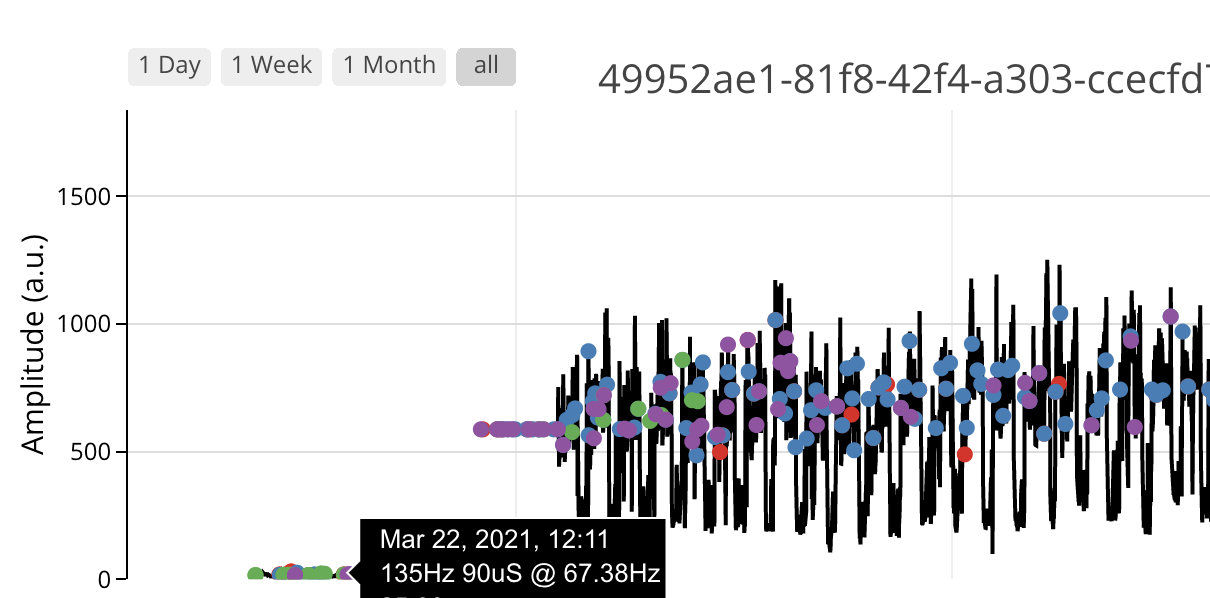 1 Day 1 Week 1 Month all
49952ae1-81f8-42f4-a303-ccecfd
Amplitude (a.u.)
1500
1000
500
0
Mar 22, 2021, 12:11
135Hz 90uS @ 67.38Hz